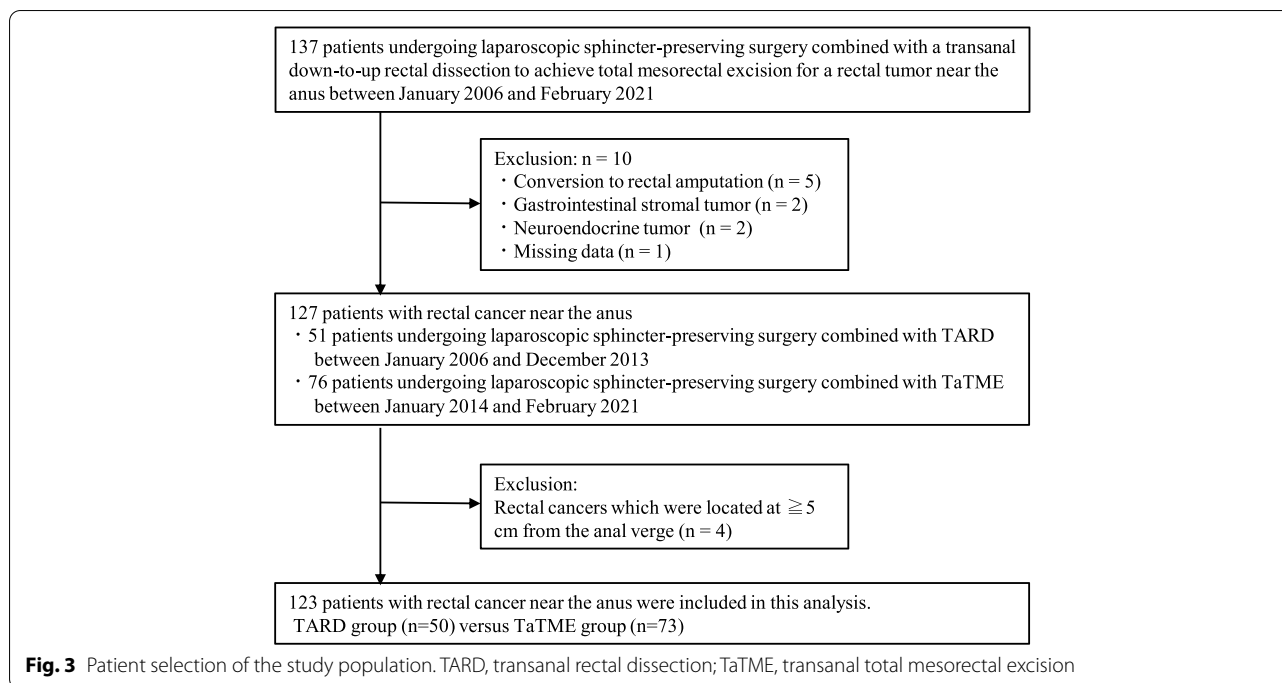 137 patients undergoing laparoscopic sphincter-preserving surgery combined with a transanal
down-to-up rectal dissection to achieve total mesorectal excision for a rectal tumor near the
anus between January 2006 and February 2021
Exclusion: n = 10
・Conversion to rectal amputation (n = 5)
・Gastrointestinal stromal tumor (n = 2)
・Neuroendocrine tumor (n = 2)
・Missing data (n = 1)
127 patients with rectal cancer near the anus
・51 patients undergoing laparoscopic sphincter-preserving surgery combined with TARD
between January 2006 and December 2013
・76 patients undergoing laparoscopic sphincter-preserving surgery combined with TaTME
between January 2014 and February 2021
Exclusion:
Rectal cancers which were located at ≧5
cm from the anal verge (n = 4)
123 patients with rectal cancer near the anus were included in this analysis.
TARD group (n=50) versus TaTME group (n=73)
Fig. 3 Patient selection of the study population. TARD, transanal rectal dissection; TaTME, transanal total mesorectal excision